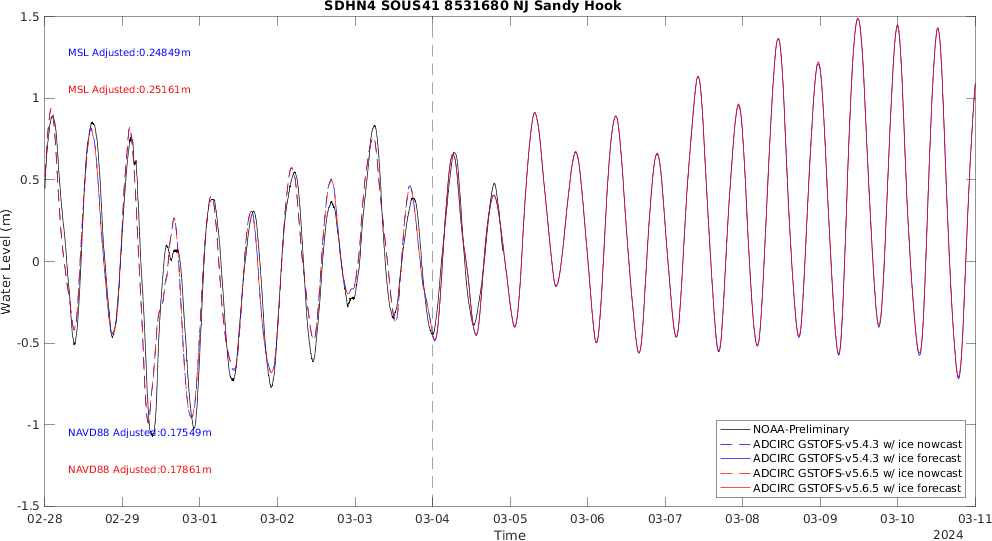 SDHN4 SOUS41 8531680 NJ Sandy Hook
MSL Adjusted:0.24849m
MSL Adjusted:0.25161m
NAVD88 Adjusted:0.17549m
NAVD88 Adjusted:0.17861m
Water Level (m)
1.5
1
0.5
0
-0.5
-1
-1.5
NOAA-Preliminary
ADCIRC GSTOFS-v5.4.3 w/ ice nowcast
ADCIRC GSTOFS-v5.4.3 w/ ice forecast
ADCIRC GSTOFS-v5.6.5 w/ ice nowcast
ADCIRC GSTOFS-v5.6.5 w/ ice forecast
02-28 02-29 03-01 03-02 03-03 03-04 03-05 03-06 03-07 03-08 03-09 03-10 03-11
Time
2024